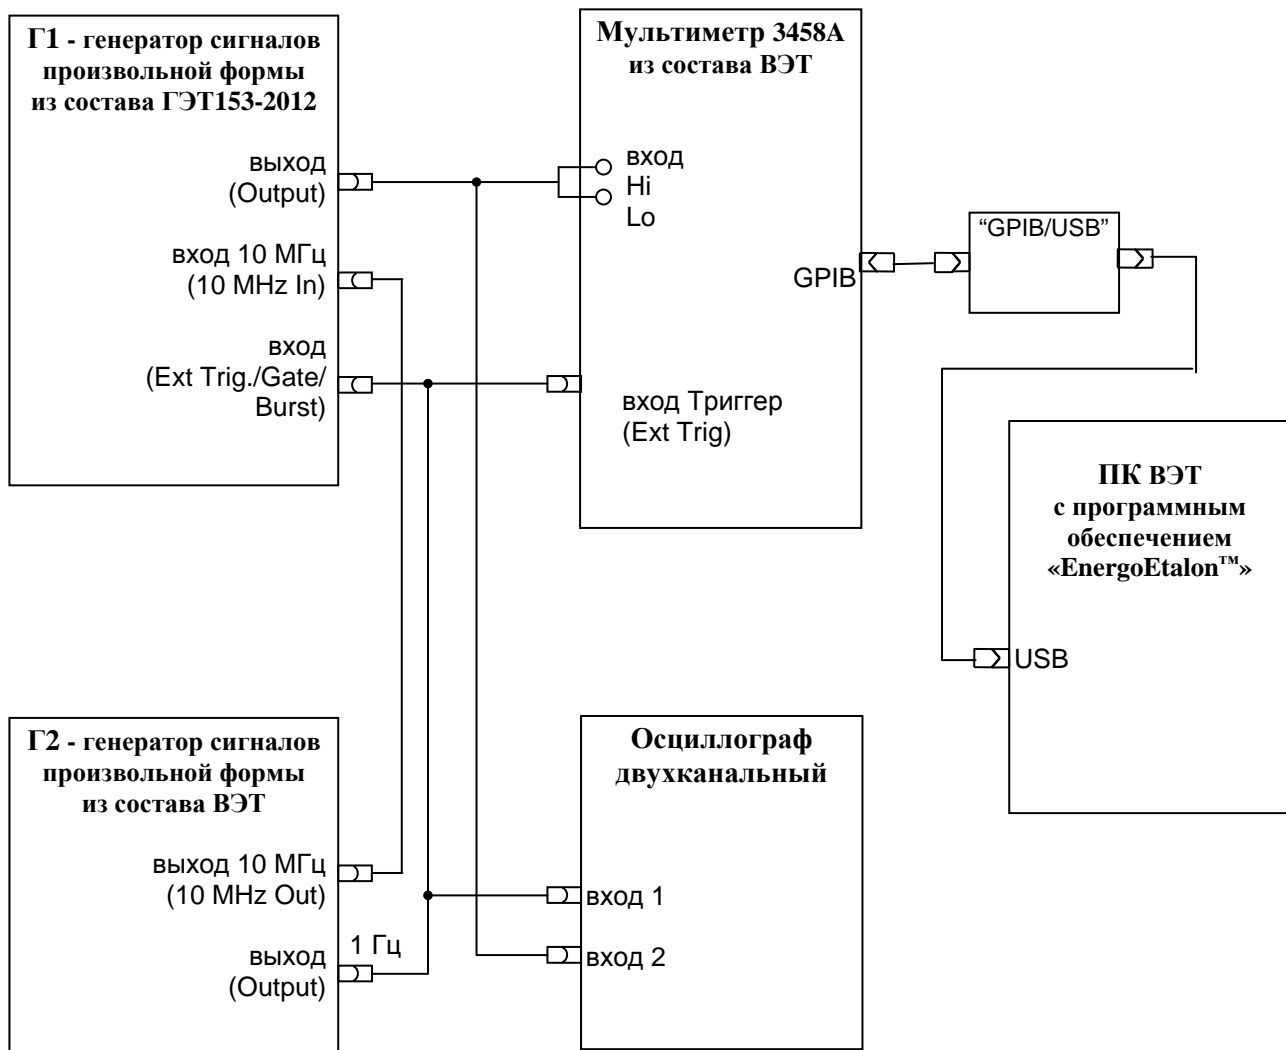 Г1 - генератор сигналов
произвольной формы
из состава ГЭТ153-2012
выход
(Output)
вход 10 МГц
(10 MHz In)
вход
(Ext Trig./Gate/
Burst)
Мультиметр 3458А
из состава ВЭТ
вход
Hi
Lo
GPIB
вход Триггер
(Ext Trig)
“GPIB/USB”
ПК ВЭТ
с программным
обеспечением
«EnergoEtalon™»
USB
Г2 - генератор сигналов
произвольной формы
из состава ВЭТ
выход 10 МГц
(10 MHz Out)
выход
(Output)
1 Гц
Осциллограф
двухканальный
вход 1
вход 2